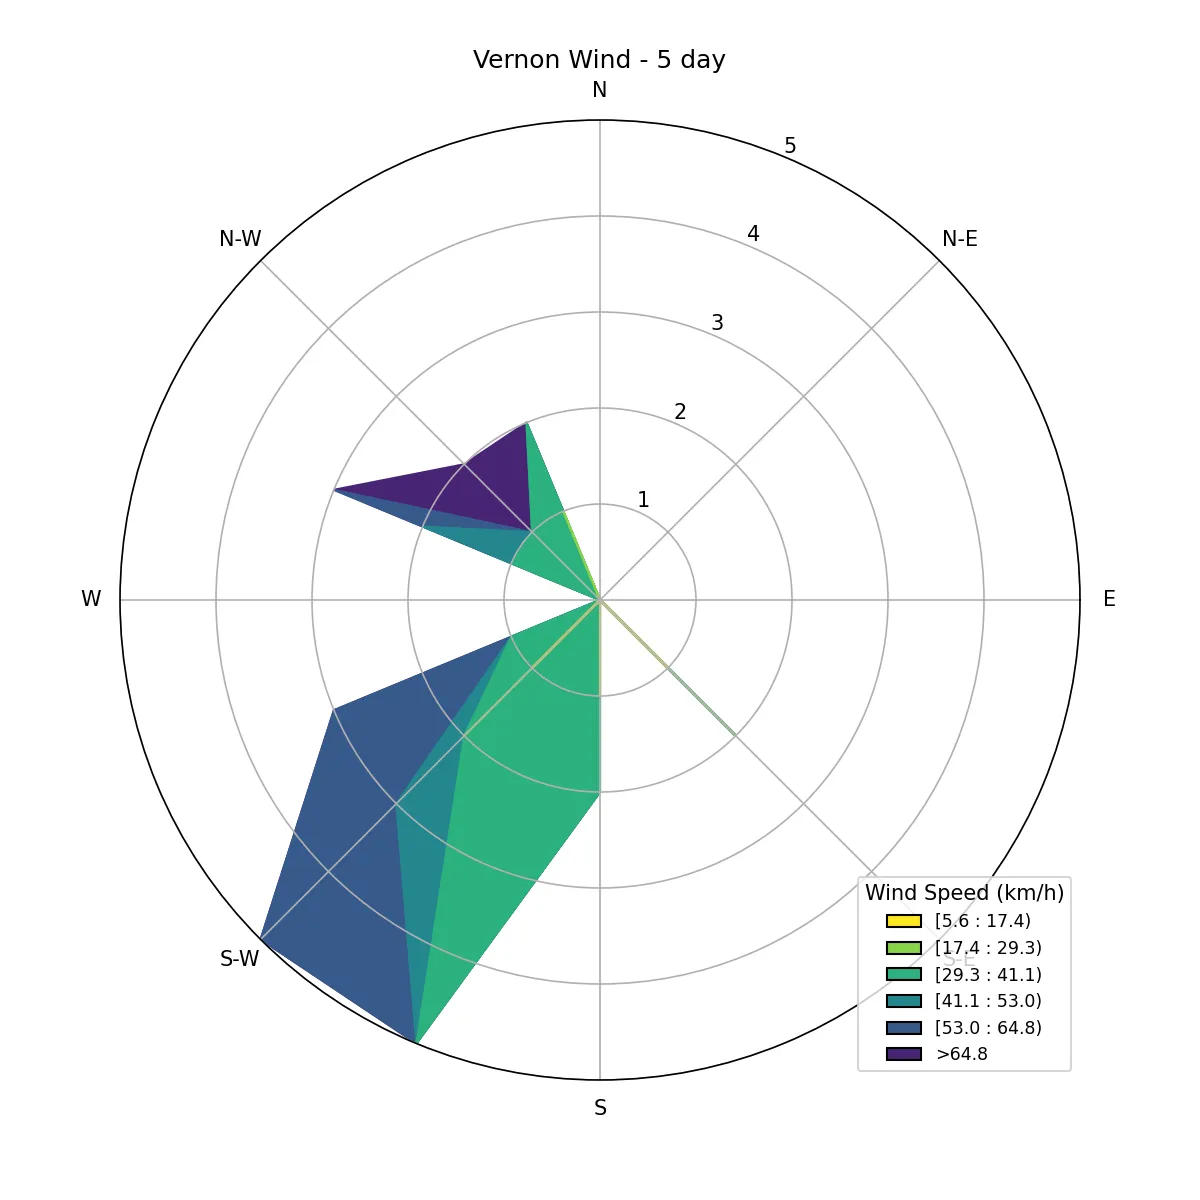 Vernon Wind - 5 day
N
5
N-W
N-E
4
3
2
1
W
E
S-W
S-E
S
Wind Speed (km/h)
[5.6 : 17.4)
[17.4 : 29.3)
[29.3 : 41.1)
[41.1 : 53.0)
[53.0 : 64.8)
>64.8